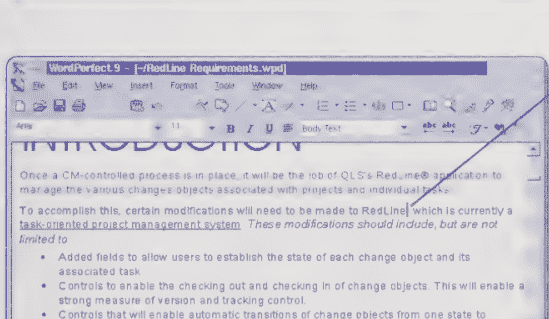 WordPerfect 9 - [~/RedLine Requirements.wpd]
File Edit View Insert Format Tools Window Help
Arial 11 B I U Body Text abc abc
INTRODUCTION
Once a CM-controlled process is in place, it will be the job of QLS's RedLine® application to
manage the various changes objects associated with projects and individual tasks.
To accomplish this, certain modifications will need to be made to RedLine, which is currently a
task-oriented project management system. These modifications should include, but are not
limited to
• Added fields to allow users to establish the state of each change object and its
associated task
• Controls to enable the checking out and checking in of change objects. This will enable a
strong measure of version and tracking control.
• Controls that will enable automatic transitions of change objects from one state to